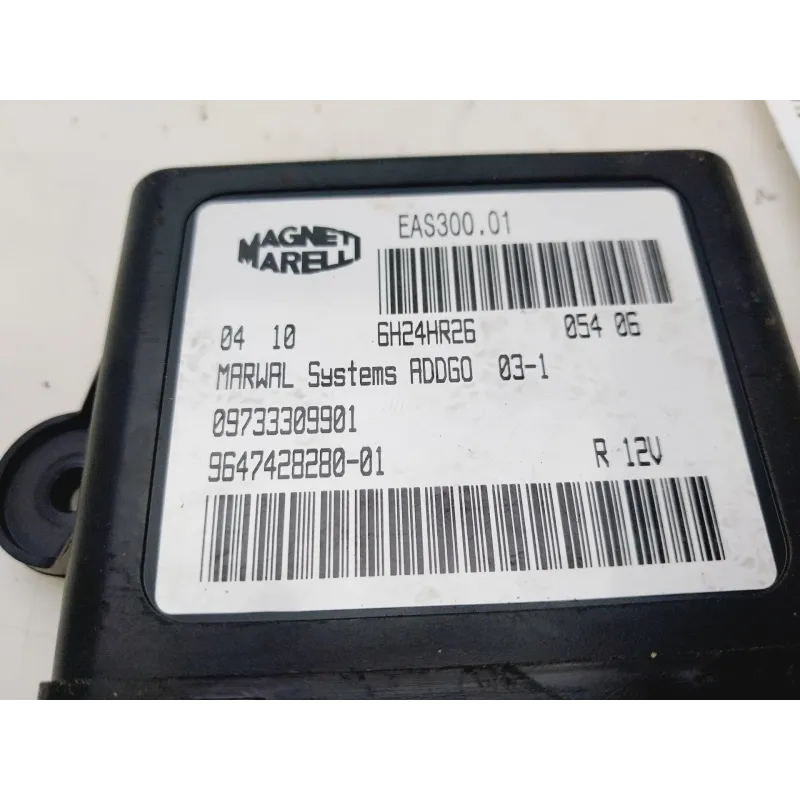 MAGNETI
MARELLI
EAS300.01
04 10 6H24HR26 054 06
MARWAL Systems ADDGO 03-1
09733309901
9647428280-01 R 12V